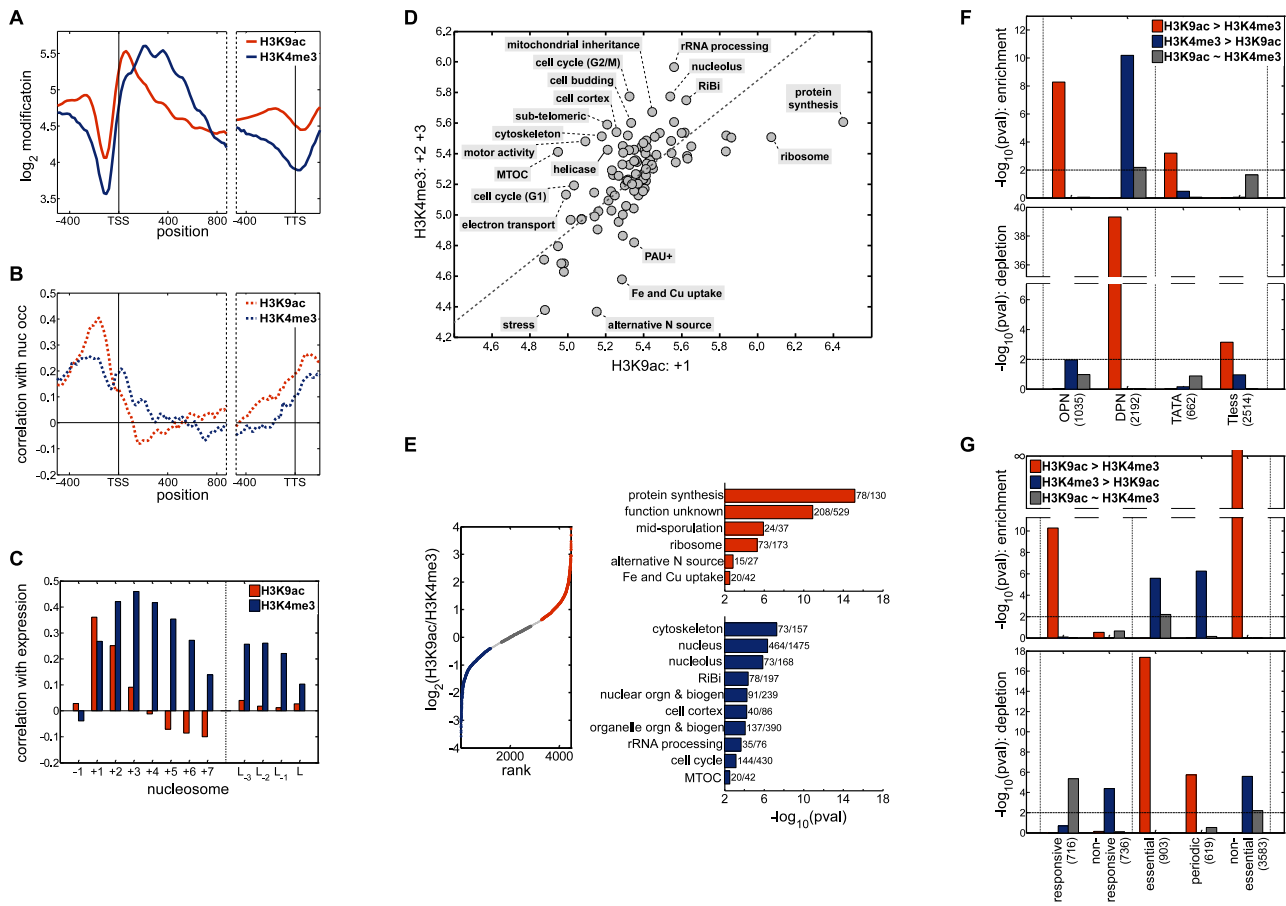 A
H3K9ac
H3K4me3
log2 modificatoin
5.5
5.0
4.5
4.0
3.5
−400
TSS
400
800
−400
TTS
position
B
H3K9ac
H3K4me3
correlation with nuc occ
0.5
0.4
0.3
0.2
0.1
0
−0.1
0.2
-400
TSS
400
800
-400
TTS
position
C
H3K9ac
H3K4me3
correlation with expression
0.5
0.4
0.3
0.2
0.1
0
-0.1
0.2
−1
+1
+2
+3
+4
+5
+6
+7
L-3
L-2
L-1
L
nucleosome
D
H3K4me3: +2 +3
6.2
6.0
5.8
5.6
5.4
5.2
5.0
4.8
4.6
4.4
4.2
mitochondrial inheritance
cell cycle (G2/M)
cell budding
cell cortex
sub-telomeric
cytoskeleton
motor activity
MTOC
helicase
cell cycle (G1)
electron transport
rRNA processing
nucleolus
RiBi
protein
synthesis
ribosome
PAU+
Fe and Cu uptake
stress
alternative N source
4,6
4,8
5,0
5,2
5,4
5,6
5,8
6,0
6,2
6,4
H3K9ac: +1
E
log2(H3K9ac/H3K4me3)
4
3
2
1
0
-1
-2
-3
-4
2000
4000
rank
protein synthesis 78/130
function unknown 208/529
mid-sporulation 24/37
ribosome 73/173
alternative N source 15/27
Fe and Cu uptake 20/42
2
6
10
14
18
cytoskeleton 73/157
nucleus 464/1475
nucleolus 73/168
RiBi 78/197
nuclear orgn & biogen 91/239
cell cortex 40/86
organelle orgn & biogen 137/390
rRNA processing 35/76
cell cycle 144/430
MTOC 20/42
2
6
10
14
18
-log10(pval)
F
H3K9ac > H3K4me3
H3K4me3 > H3K9ac
H3K9ac ~ H3K4me3
-log10(pval): enrichment
12
10
8
6
4
2
0
-log10(pval): depletion
40
38
36
6
4
2
0
OPN
(1035)
DPN
(2192)
TATA
(662)
Tless
(2514)
G
H3K9ac > H3K4me3
H3K4me3 > H3K9ac
H3K9ac ~ H3K4me3
-log10(pval): enrichment
∞
10
8
6
4
2
0
-log10(pval): depletion
18
16
14
12
10
8
6
4
2
0
responsive
(716)
non-
responsive
(736)
essential
(903)
periodic
(619)
non-
essential
(3583)